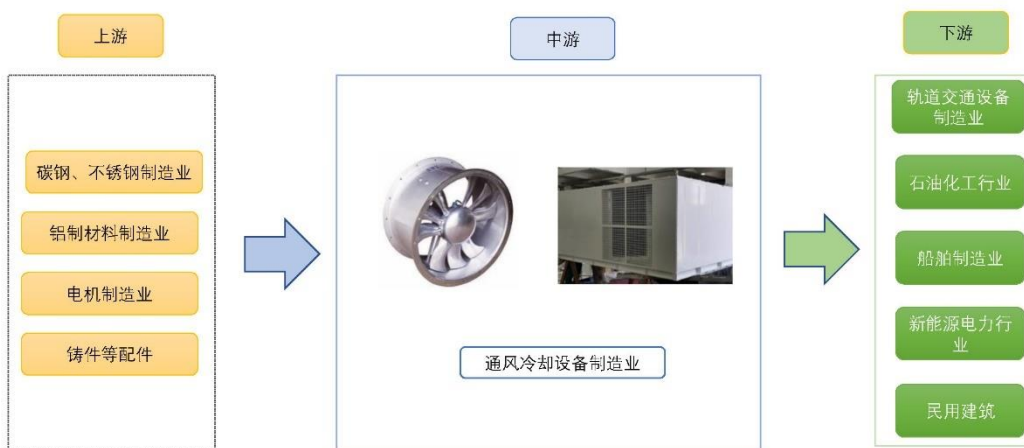 上游
中游
下游
碳钢、不锈钢制造业
铝制材料制造业
电机制造业
铸件等配件
通风冷却设备制造业
轨道交通设备
制造业
石油化工行业
船舶制造业
新能源电力行
业
民用建筑